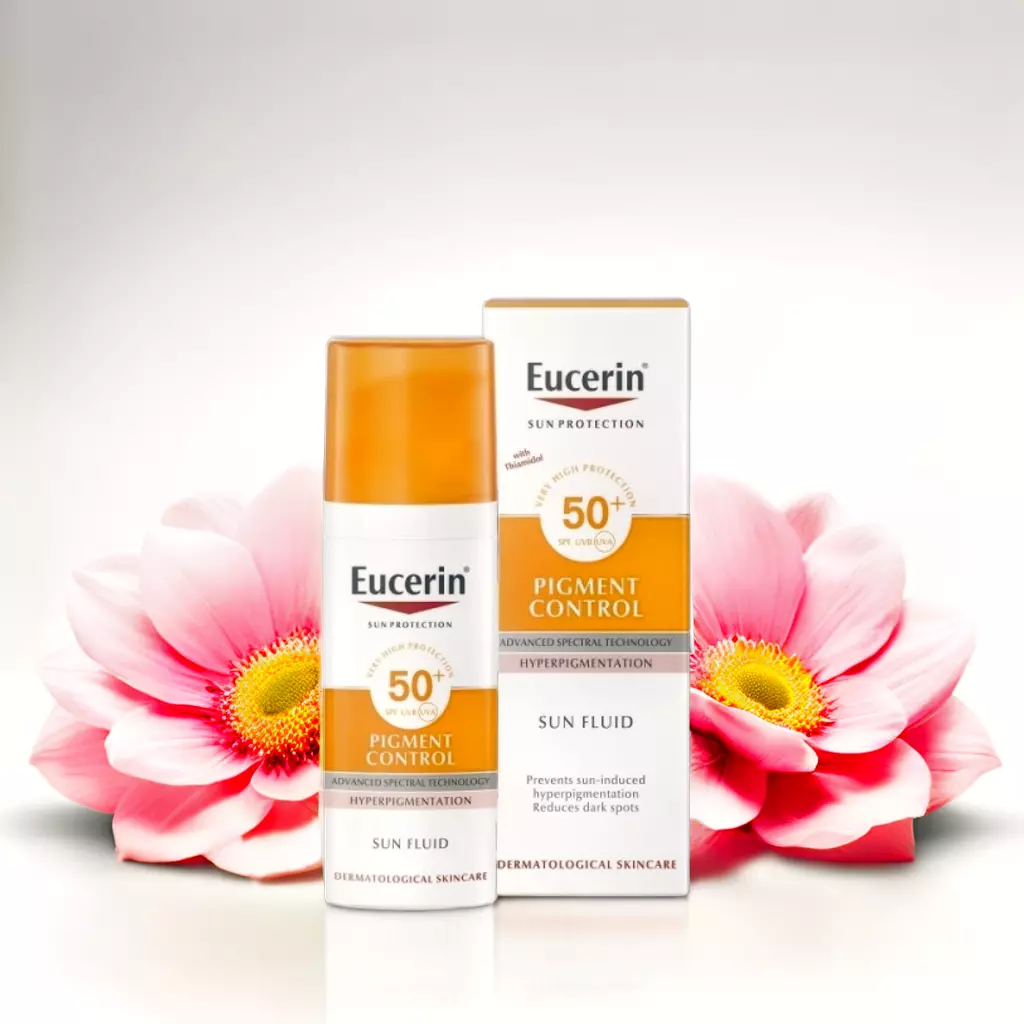 Eucerin®
SUN PROTECTION
VERY HIGH PROTECTION
50+
SPF UVB UVA
PIGMENT
CONTROL
ADVANCED SPECTRAL TECHNOLOGY
HYPERPIGMENTATION
SUN FLUID
DERMATOLOGICAL SKINCARE
Eucerin®
SUN PROTECTION
with
Thiamidol
VERY HIGH PROTECTION
50+
SPF UVB UVA
PIGMENT
CONTROL
ADVANCED SPECTRAL TECHNOLOGY
HYPERPIGMENTATION
SUN FLUID
Prevents sun-induced
hyperpigmentation
Reduces dark spots
DERMATOLOGICAL SKINCARE